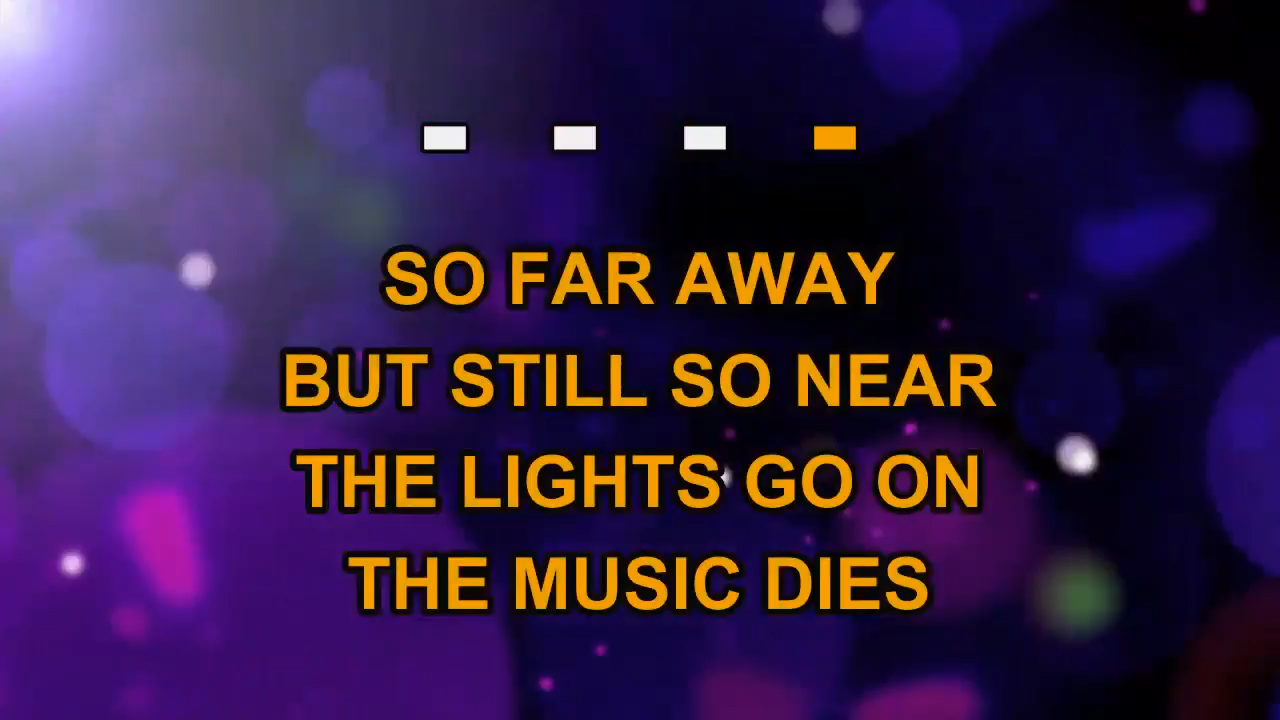 SO FAR AWAY
BUT STILL SO NEAR
THE LIGHTS GO ON
THE MUSIC DIES